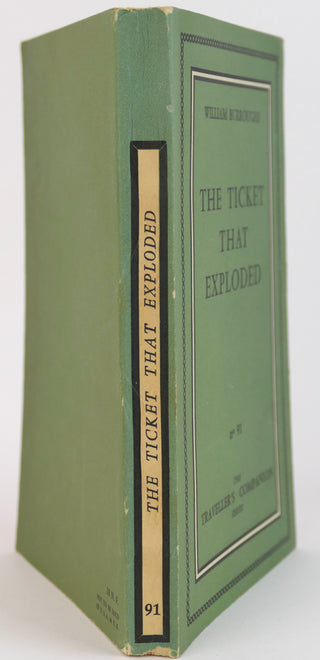 THE TICKET THAT EXPLODED
91
WILLIAM BURROUGHS
THE TICKET
THAT
EXPLODED
nº 91
THE
TRAVELLER'S COMPANION
SERIES